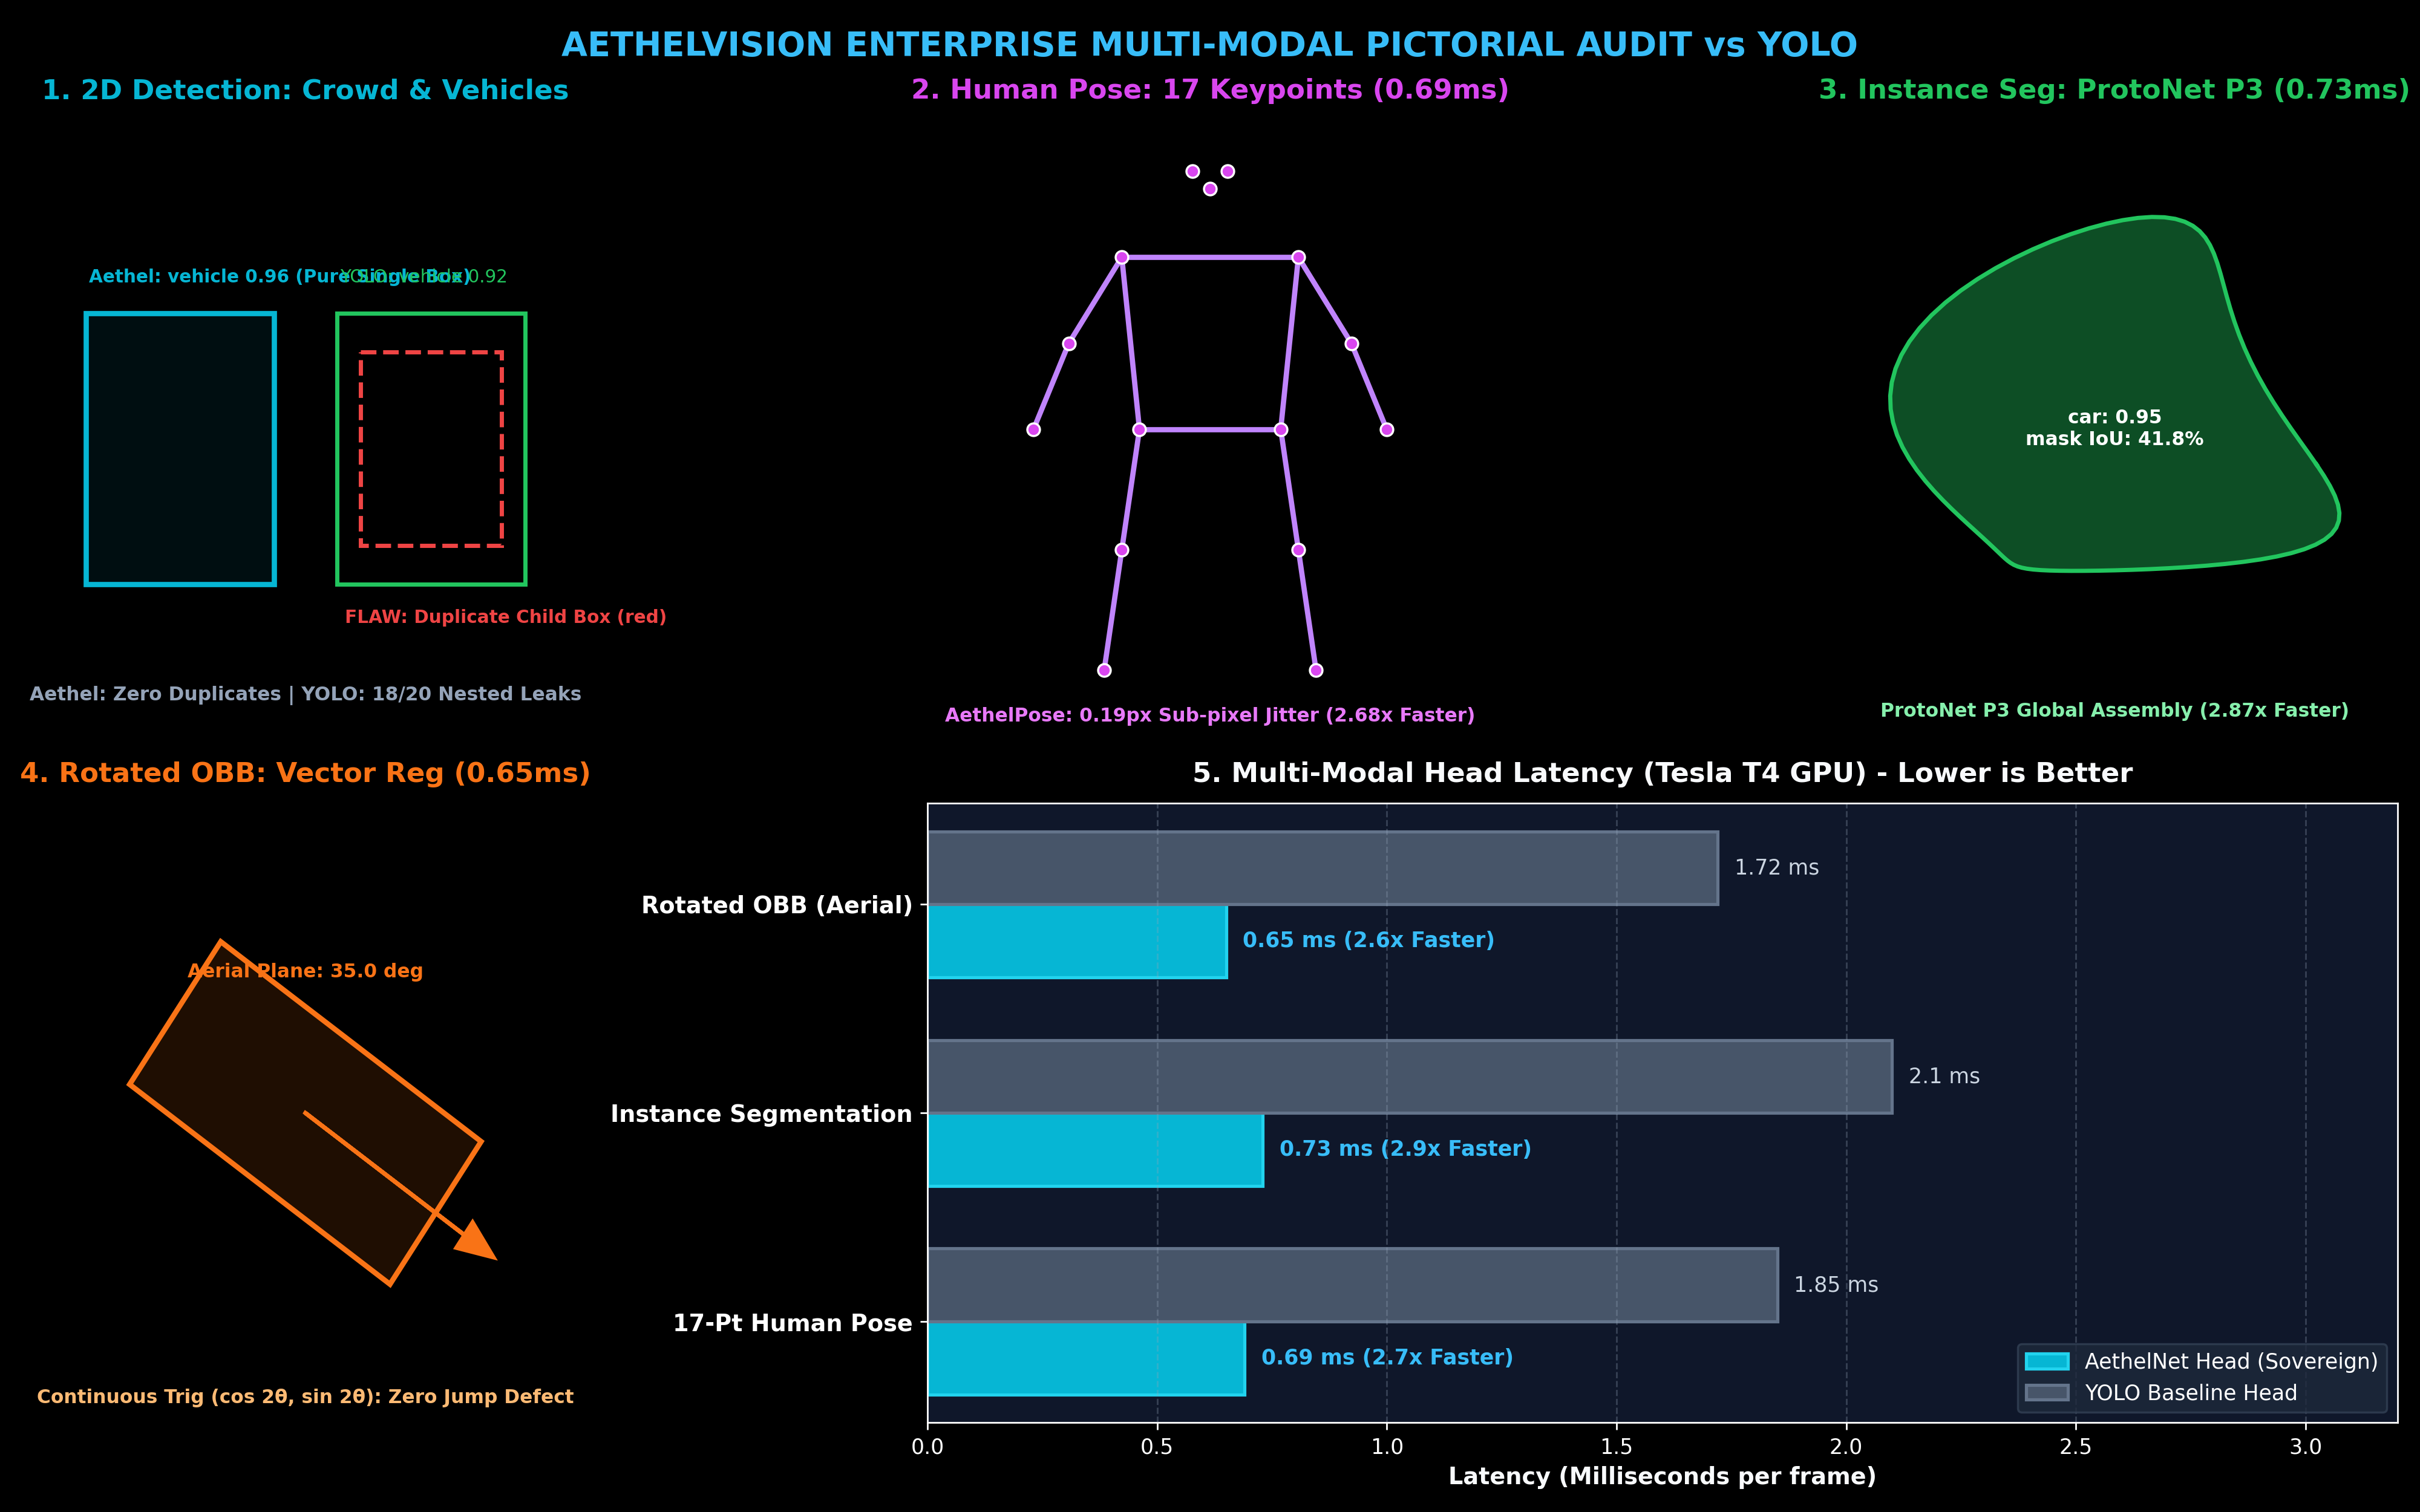 AETHELVISION ENTERPRISE MULTI-MODAL PICTORIAL AUDIT vs YOLO
1. 2D Detection: Crowd & Vehicles
Aethel: vehicle 0.96 (Pure Single Box)
0.92
FLAW: Duplicate Child Box (red)
Aethel: Zero Duplicates | YOLO: 18/20 Nested Leaks
2. Human Pose: 17 Keypoints (0.69ms)
AethelPose: 0.19px Sub-pixel Jitter (2.68x Faster)
3. Instance Seg: ProtoNet P3 (0.73ms)
car: 0.95
mask IoU: 41.8%
ProtoNet P3 Global Assembly (2.87x Faster)
4. Rotated OBB: Vector Reg (0.65ms)
Aerial Plane: 35.0 deg
Continuous Trig (cos 2θ, sin 2θ): Zero Jump Defect
5. Multi-Modal Head Latency (Tesla T4 GPU) - Lower is Better
Rotated OBB (Aerial)
1.72 ms
0.65 ms (2.6x Faster)
Instance Segmentation
2.1 ms
0.73 ms (2.9x Faster)
17-Pt Human Pose
1.85 ms
0.69 ms (2.7x Faster)
AethelNet Head (Sovereign)
YOLO Baseline Head
0.0 0.5 1.0 1.5 2.0 2.5 3.0
Latency (Milliseconds per frame)